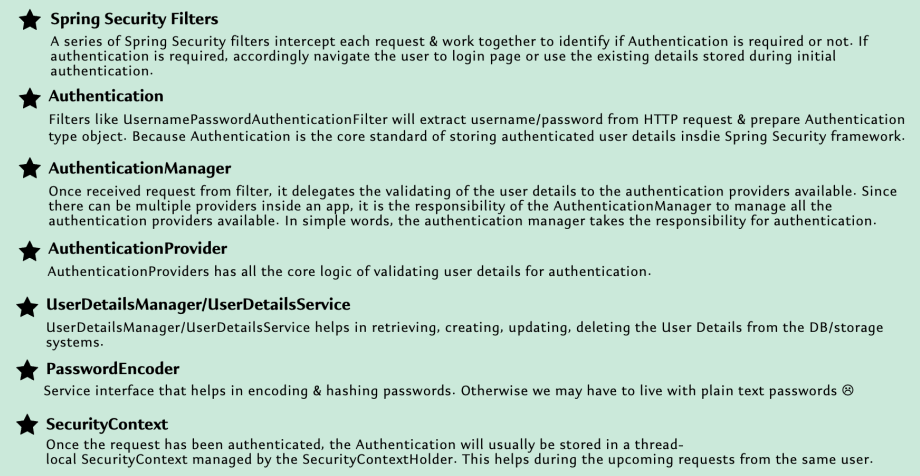 Spring Security Filters
A series of Spring Security filters intercept each request & work together to identify if Authentication is required or not. If
authentication is required, accordingly navigate the user to login page or use the existing details stored during initial
authentication.
Authentication
Filters like UsernamePasswordAuthenticationFilter will extract username/password from HTTP request & prepare Authentication
type object. Because Authentication is the core standard of storing authenticated user details insdie Spring Security framework.
AuthenticationManager
Once received request from filter, it delegates the validating of the user details to the authentication providers available. Since
there can be multiple providers inside an app, it is the responsibility of the AuthenticationManager to manage all the
authentication providers available. In simple words, the authentication manager takes the responsibility for authentication.
AuthenticationProvider
AuthenticationProviders has all the core logic of validating user details for authentication.
UserDetailsManager/UserDetailsService
UserDetailsManager/UserDetailsService helps in retrieving, creating, updating, deleting the User Details from the DB/storage
systems.
PasswordEncoder
Service interface that helps in encoding & hashing passwords. Otherwise we may have to live with plain text passwords ☹
SecurityContext
Once the request has been authenticated, the Authentication will usually be stored in a thread-
local SecurityContext managed by the SecurityContextHolder. This helps during the upcoming requests from the same user.